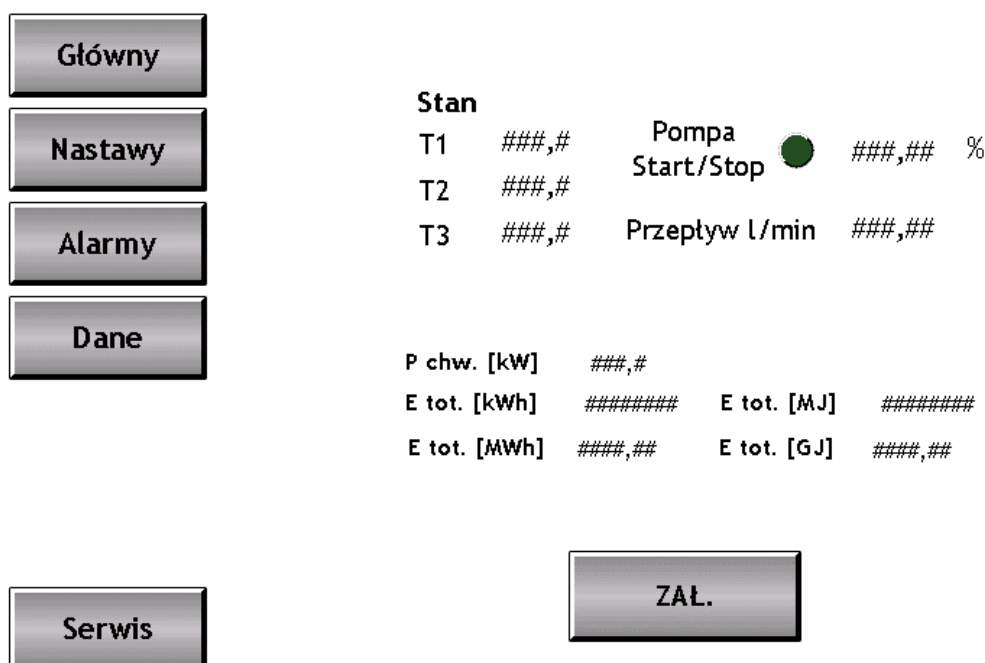 Główny
Nastawy
Alarmy
Dane
Serwis
Stan
T1 ###,#
T2 ###,#
T3 ###,#
Pompa
Start/Stop ###,## %
Przepływ l/min ###,##
P chw. [kW] ###,#
E tot. [kWh] ######## E tot. [MJ] ########
E tot. [MWh] ####,## E tot. [GJ] ####,##
ZAŁ.